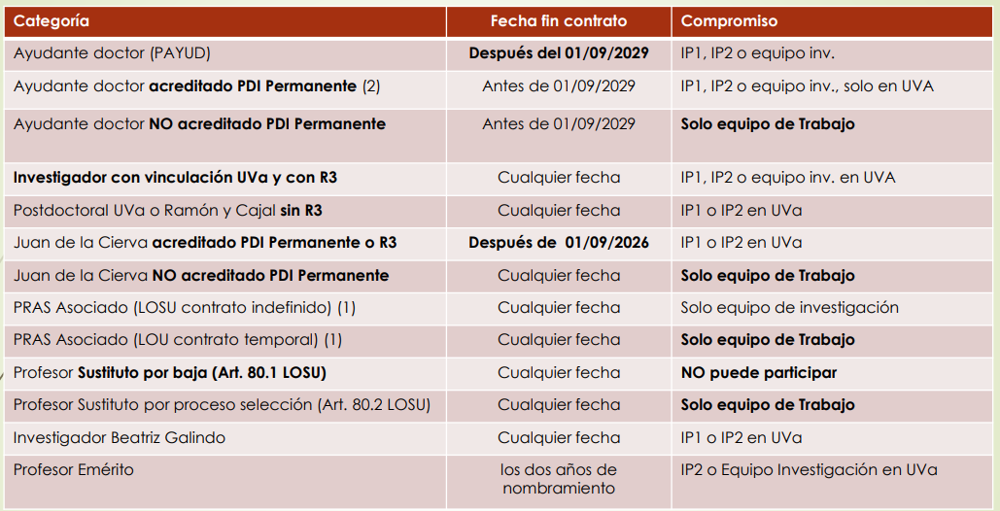 Categoría Fecha fin contrato Compromiso
Ayudante doctor (PAYUD) Después del 01/09/2029 IP1, IP2 o equipo inv.
Ayudante doctor acreditado PDI Permanente (2) Antes de 01/09/2029 IP1, IP2 o equipo inv., solo en UVA
Ayudante doctor NO acreditado PDI Permanente Antes de 01/09/2029 Solo equipo de Trabajo
Investigador con vinculación UVa y con R3 Cualquier fecha IP1, IP2 o equipo inv. en UVA
Postdoctoral UVa o Ramón y Cajal sin R3 Cualquier fecha IP1 o IP2 en UVa
Juan de la Cierva acreditado PDI Permanente o R3 Después de 01/09/2026 IP1 o IP2 en UVa
Juan de la Cierva NO acreditado PDI Permanente Cualquier fecha Solo equipo de Trabajo
PRAS Asociado (LOSU contrato indefinido) (1) Cualquier fecha Solo equipo de investigación
PRAS Asociado (LOU contrato temporal) (1) Cualquier fecha Solo equipo de Trabajo
Profesor Sustituto por baja (Art. 80.1 LOSU) Cualquier fecha NO puede participar
Profesor Sustituto por proceso selección (Art. 80.2 LOSU) Cualquier fecha Solo equipo de Trabajo
Investigador Beatriz Galindo Cualquier fecha IP1 o IP2 en UVa
Profesor Emérito los dos años de IP2 o Equipo Investigación en UVa
nombramiento